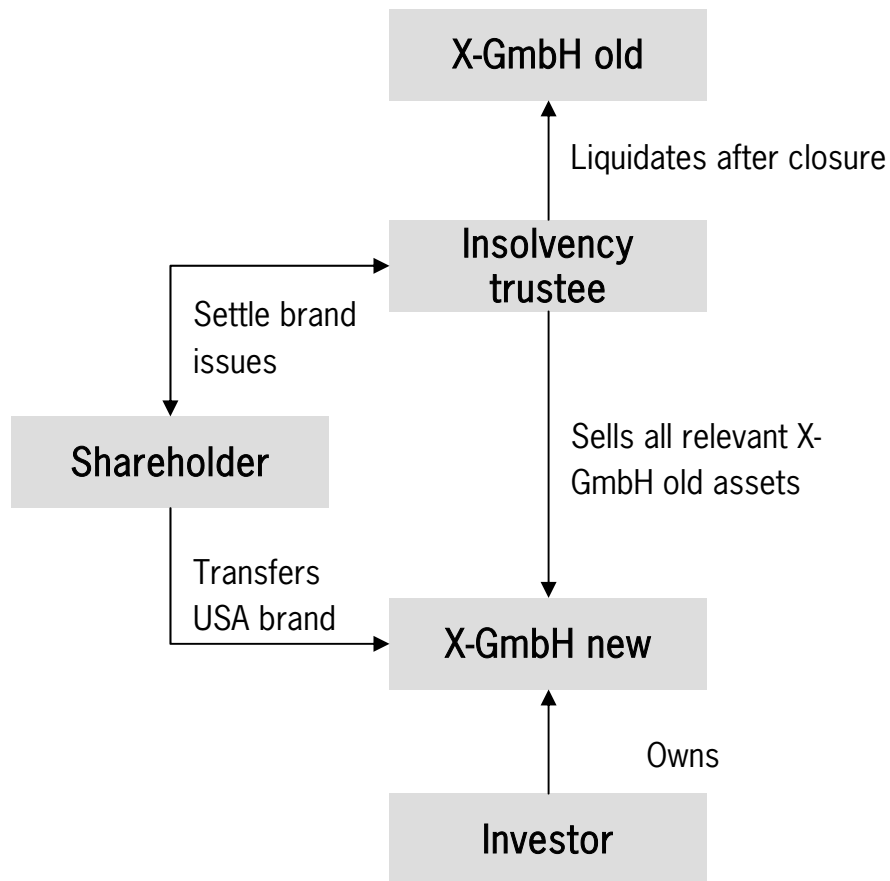 X-GmbH old
Liquidates after closure
Insolvency
trustee
Settle brand
issues
Shareholder
Sells all relevant X-
GmbH old assets
Transfers
USA brand
X-GmbH new
Owns
Investor